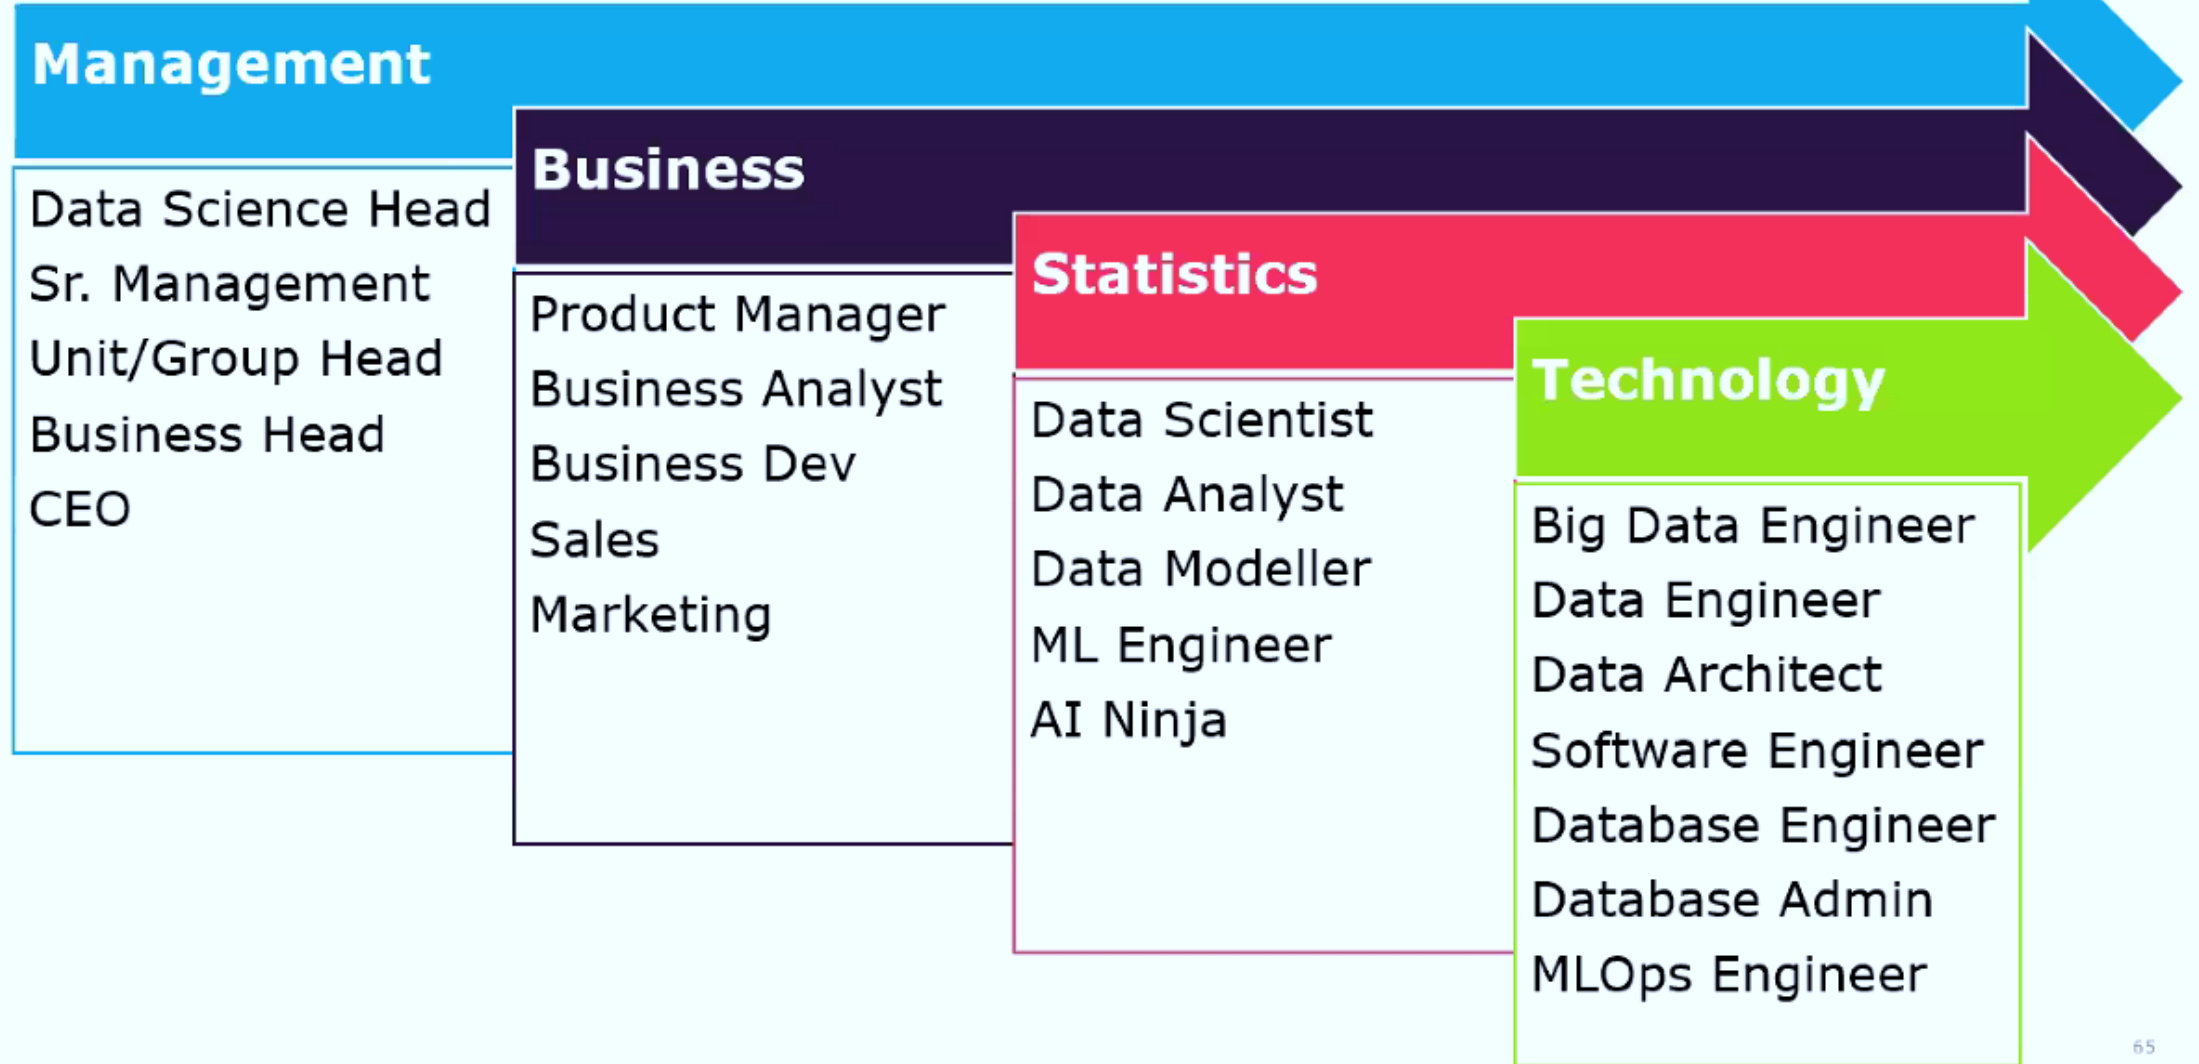 Management
Data Science Head
Sr. Management
Unit/Group Head
Business Head
CEO
Business
Product Manager
Business Analyst
Business Dev
Sales
Marketing
Statistics
Data Scientist
Data Analyst
Data Modeller
ML Engineer
AI Ninja
Technology
Big Data Engineer
Data Engineer
Data Architect
Software Engineer
Database Engineer
Database Admin
MLOps Engineer
65